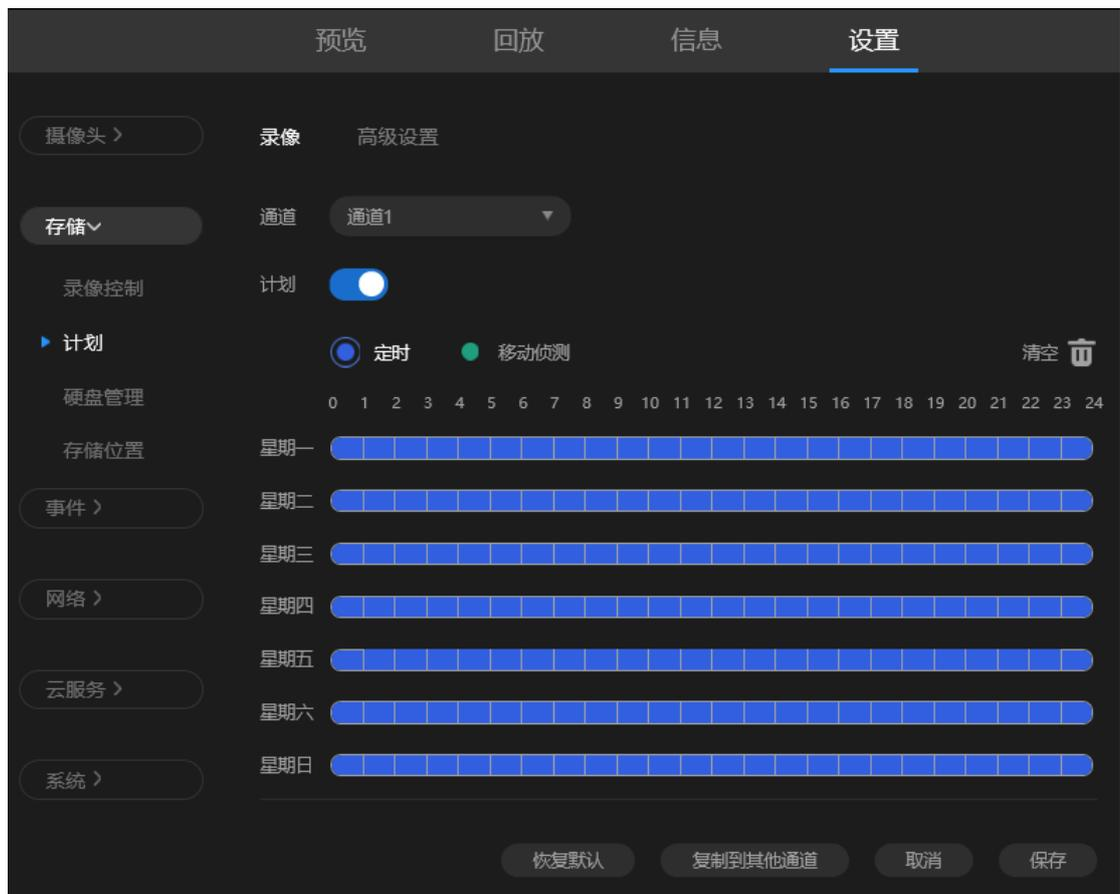 预览 回放 信息 设置
摄像头 >
录像 高级设置
存储
通道 通道1
录像控制
计划
计划
定时 移动侦测 清空
硬盘管理
0 1 2 3 4 5 6 7 8 9 10 11 12 13 14 15 16 17 18 19 20 21 22 23 24
存储位置
星期一
事件 >
星期二
星期三
网络 >
星期四
星期五
云服务 >
星期六
系统 >
星期日
恢复默认 复制到其他通道 取消 保存